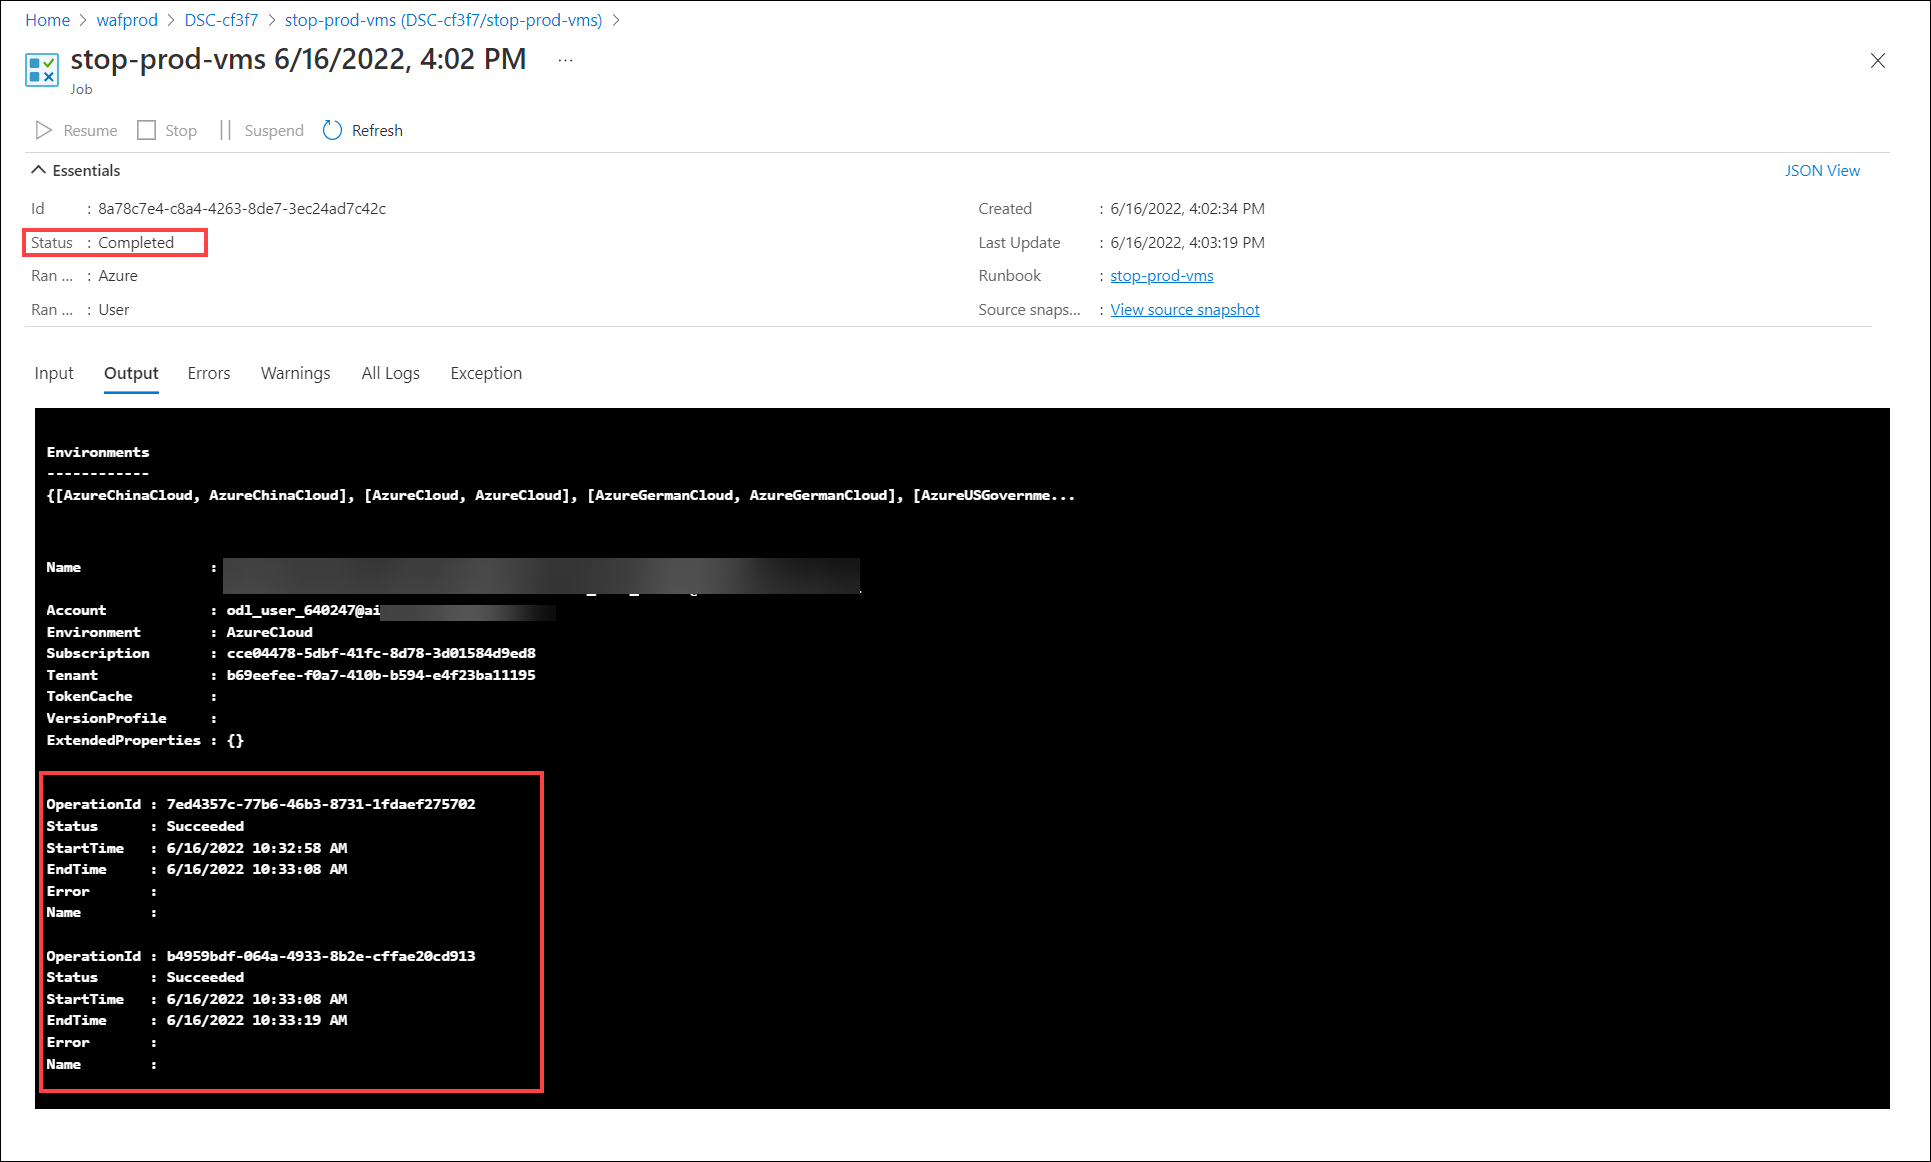 Home > wafprod > DSC-cf3f7 > stop-prod-vms (DSC-cf3f7/stop-prod-vms) >
stop-prod-vms 6/16/2022, 4:02 PM ...
Job
Resume Stop Suspend Refresh
Essentials JSON View
Id : 8a78c7e4-c8a4-4263-8de7-3ec24ad7c42c Created : 6/16/2022, 4:02:34 PM
Status : Completed Last Update : 6/16/2022, 4:03:19 PM
Ran ... : Azure Runbook : stop-prod-vms
Ran ... : User Source snaps... : View source snapshot
Input Output Errors Warnings All Logs Exception
Environments
------------
{[AzureChinaCloud, AzureChinaCloud], [AzureCloud, AzureCloud], [AzureGermanCloud, AzureGermanCloud], [AzureUSGovernme...
Name :
Account : odl_user_640247@ai
Environment : AzureCloud
Subscription : cce04478-5dbf-41fc-8d78-3d01584d9ed8
Tenant : b69eefee-f0a7-410b-b594-e4f23ba11195
TokenCache :
VersionProfile :
ExtendedProperties : {}
OperationId : 7ed4357c-77b6-46b3-8731-1fdaef275702
Status : Succeeded
StartTime : 6/16/2022 10:32:58 AM
EndTime : 6/16/2022 10:33:08 AM
Error :
Name :
OperationId : b4959bdf-064a-4933-8b2e-cffae20cd913
Status : Succeeded
StartTime : 6/16/2022 10:33:08 AM
EndTime : 6/16/2022 10:33:19 AM
Error :
Name :